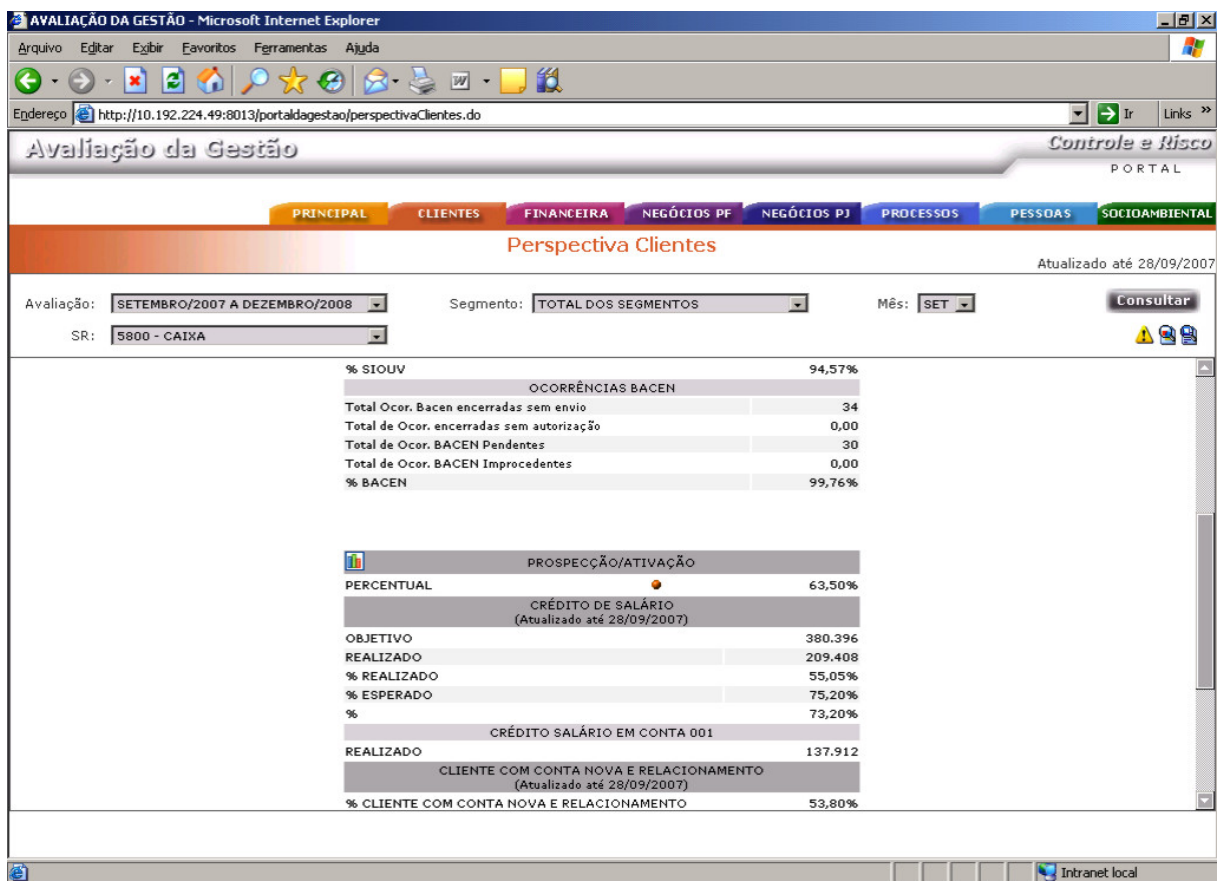 AVALIAÇÃO DA GESTÃO - Microsoft Internet Explorer
Arquivo Editar Exibir Favoritos Ferramentas Ajuda
Endereço http://10.192.224.49:8013/portaldagestao/perspectivaClientes.do Ir Links »
Avaliação da Gestão Controle e Risco
PORTAL
PRINCIPAL CLIENTES FINANCEIRA NEGÓCIOS PF NEGÓCIOS PJ PROCESSOS PESSOAS SOCIOAMBIENTAL
Perspectiva Clientes
Atualizado até 28/09/2007
Avaliação: SETEMBRO/2007 A DEZEMBRO/2008 Segmento: TOTAL DOS SEGMENTOS Mês: SET Consultar
SR: 5800 - CAIXA
% SIOUV 94,57%
OCORRÊNCIAS BACEN
Total Ocor. Bacen encerradas sem envio 34
Total de Ocor. encerradas sem autorização 0,00
Total de Ocor. BACEN Pendentes 30
Total de Ocor. BACEN Improcedentes 0,00
% BACEN 99,76%
PROSPECÇÃO/ATIVAÇÃO
PERCENTUAL 63,50%
CRÉDITO DE SALÁRIO
(Atualizado até 28/09/2007)
OBJETIVO 380.396
REALIZADO 209.408
% REALIZADO 55,05%
% ESPERADO 75,20%
% 73,20%
CRÉDITO SALÁRIO EM CONTA 001
REALIZADO 137.912
CLIENTE COM CONTA NOVA E RELACIONAMENTO
(Atualizado até 28/09/2007)
% CLIENTE COM CONTA NOVA E RELACIONAMENTO 53,80%
Intranet local